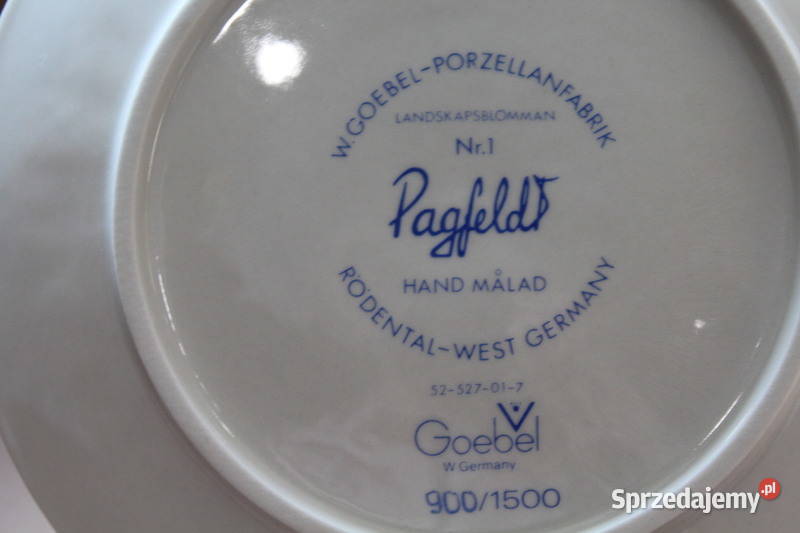 W.GOEBEL-PORZELLANFABRIK
LANDSKAPSBLOMMAN
Nr.1
Pagfeldt
HAND MÅLAD
RÖDENTAL-WEST GERMANY
52-527-01-7
Goebel
W Germany
900/1500
Sprzedajemy.pl